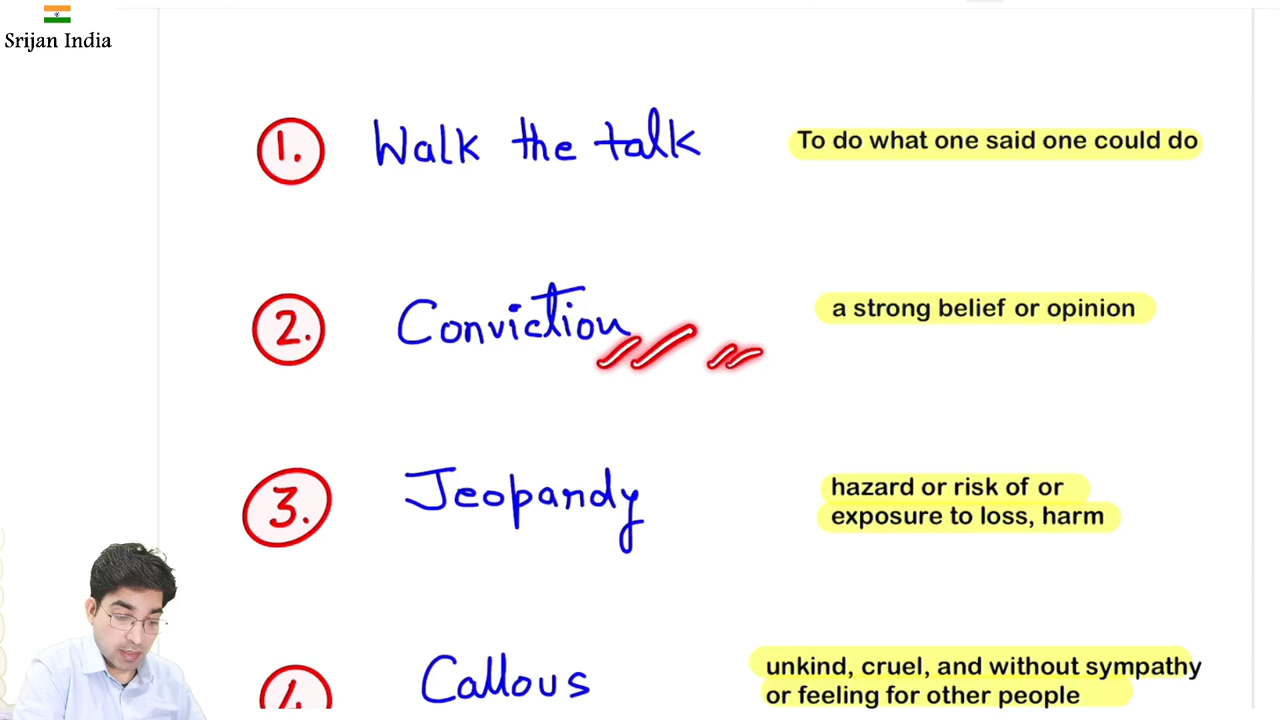 Srijan India
1. Walk the talk To do what one said one could do
2. Conviction a strong belief or opinion
3. Jeopandy hazard or risk of or
exposure to loss, harm
4. Callous unkind, cruel, and without sympathy
or feeling for other people